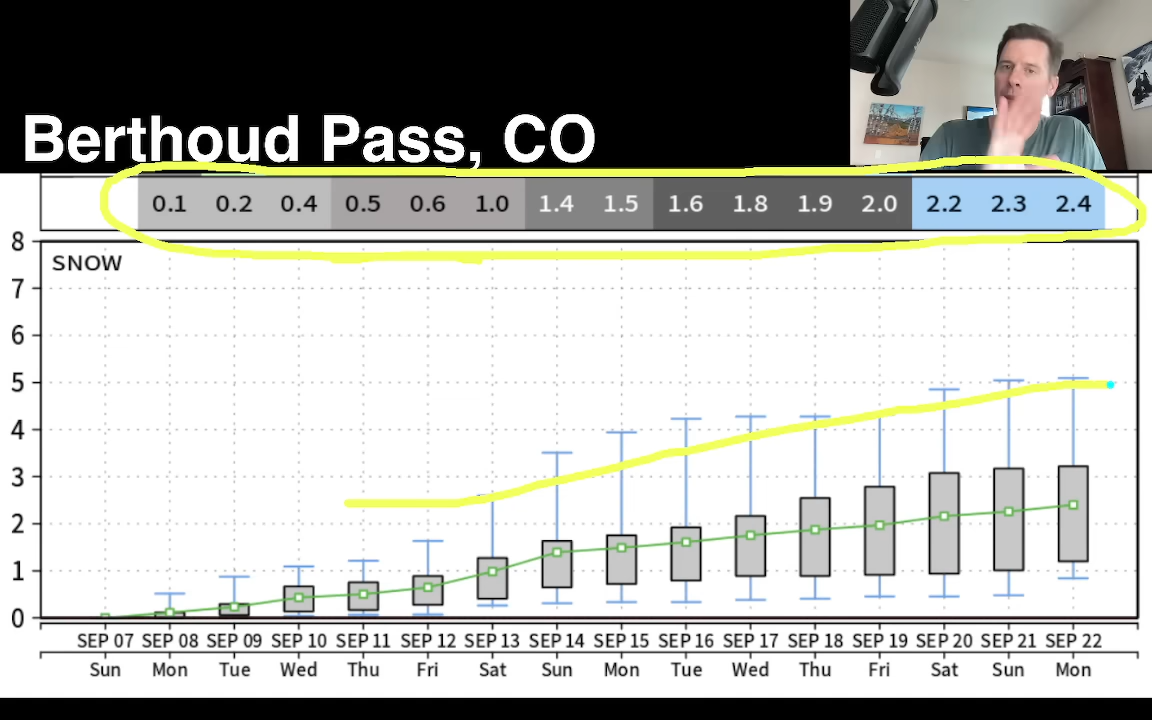 Berthoud Pass, CO
0.1 0.2 0.4 0.5 0.6 1.0 1.4 1.5 1.6 1.8 1.9 2.0 2.2 2.3 2.4
SNOW
8
7
6
5
4
3
2
1
0
SEP 07 SEP 08 SEP 09 SEP 10 SEP 11 SEP 12 SEP 13 SEP 14 SEP 15 SEP 16 SEP 17 SEP 18 SEP 19 SEP 20 SEP 21 SEP 22
Sun Mon Tue Wed Thu Fri Sat Sun Mon Tue Wed Thu Fri Sat Sun Mon